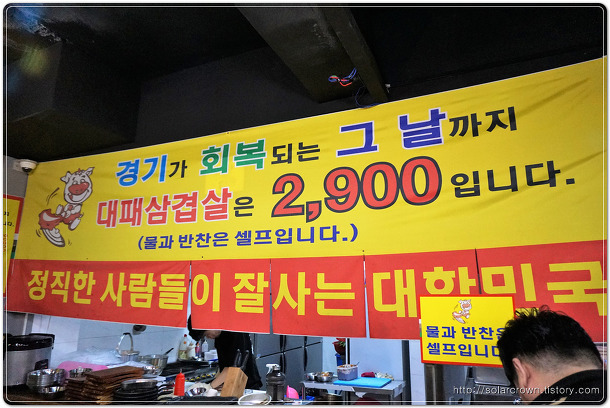 경기가 회복되는 그 날까지
대패삼겹살은 2,900입니다.
(물과 반찬은 셀프입니다.)
정직한 사람들이 잘사는 대한민국
물과 반찬은
셀프입니다
http://solarcrown.tistory.com